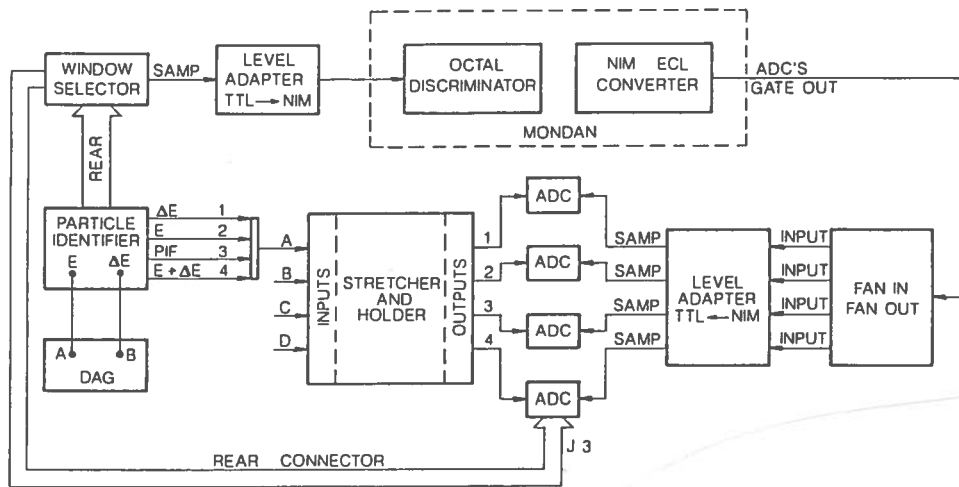 WINDOW
SELECTOR
SAMP
LEVEL
ADAPTER
TTL → NIM
OCTAL
DISCRIMINATOR
NIM ECL
CONVERTER
MONDAN
ADC'S
GATE OUT
REAR
PARTICLE
IDENTIFIER
E ΔE
ΔE 1
E 2
PIF 3
E + ΔE 4
A B
DAG
A
B
C
D
INPUTS
STRETCHER
AND
HOLDER
OUTPUTS
1
2
3
4
ADC
ADC
ADC
ADC
SAMP
SAMP
SAMP
SAMP
LEVEL
ADAPTER
TTL ← NIM
INPUT
INPUT
INPUT
INPUT
FAN IN
FAN OUT
J 3
REAR CONNECTOR